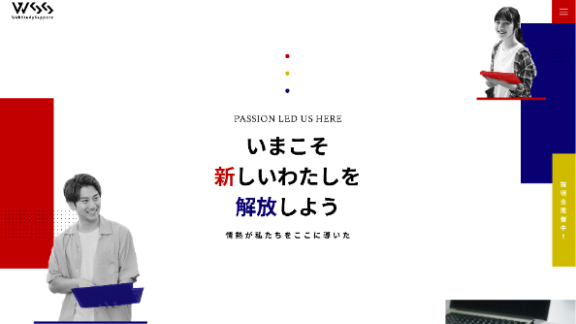 WSS
WebStudySupport
PASSION LED US HERE
いまこそ
新しいわたしを
解放しよう
情熱が私たちをここに導いた
説明会開催中！